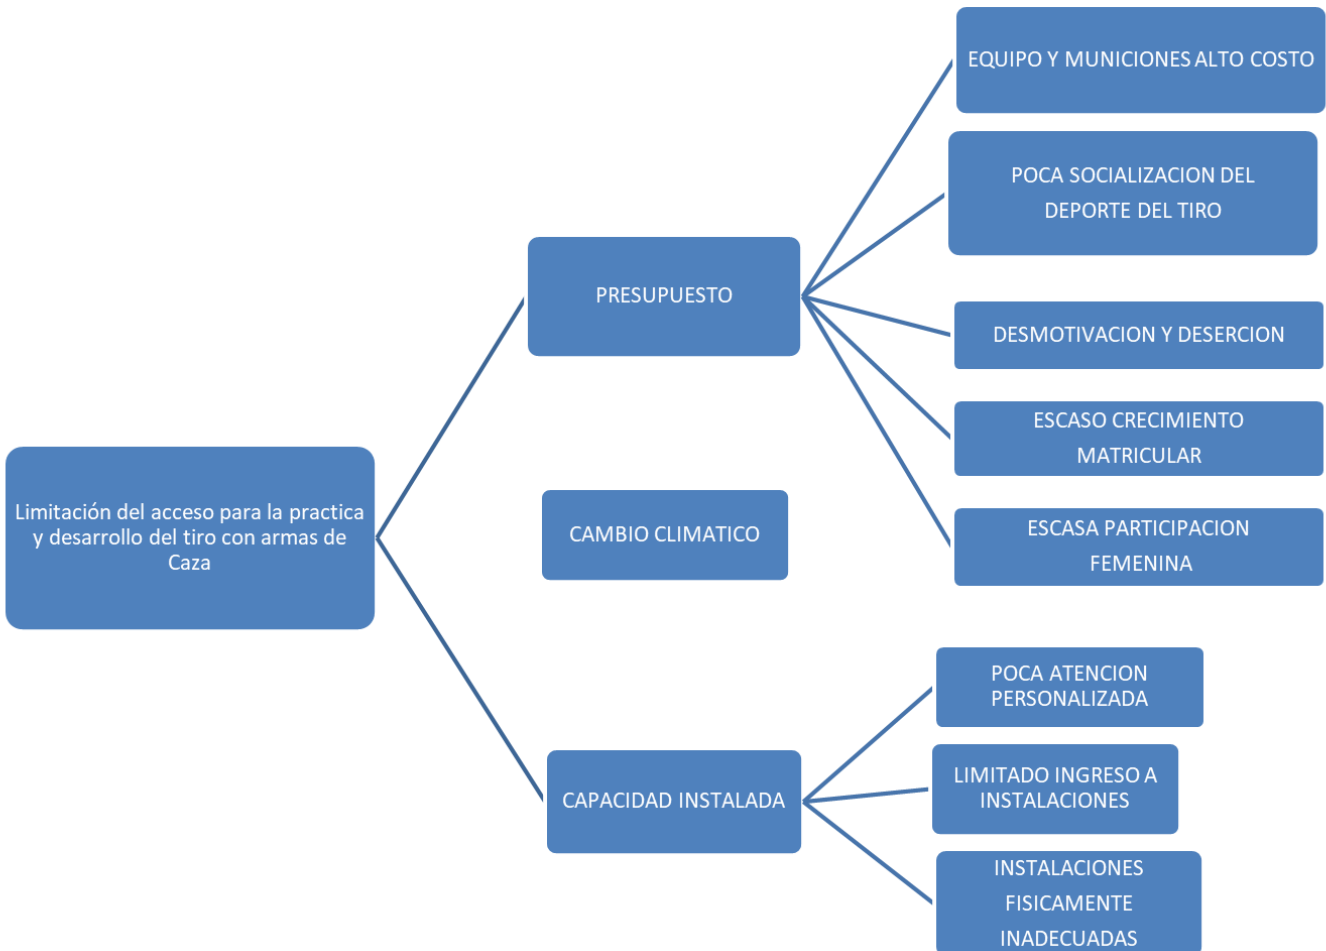 EQUIPO Y MUNICIONES ALTO COSTO
POCA SOCIALIZACION DEL
DEPORTE DEL TIRO
PRESUPUESTO
DESMOTIVACION Y DESERCION
ESCASO CRECIMIENTO
MATRICULAR
Limitación del acceso para la practica
y desarrollo del tiro con armas de
Caza
CAMBIO CLIMATICO
ESCASA PARTICIPACION
FEMENINA
POCA ATENCION
PERSONALIZADA
CAPACIDAD INSTALADA
LIMITADO INGRESO A
INSTALACIONES
INSTALACIONES
FISICAMENTE
INADECUADAS